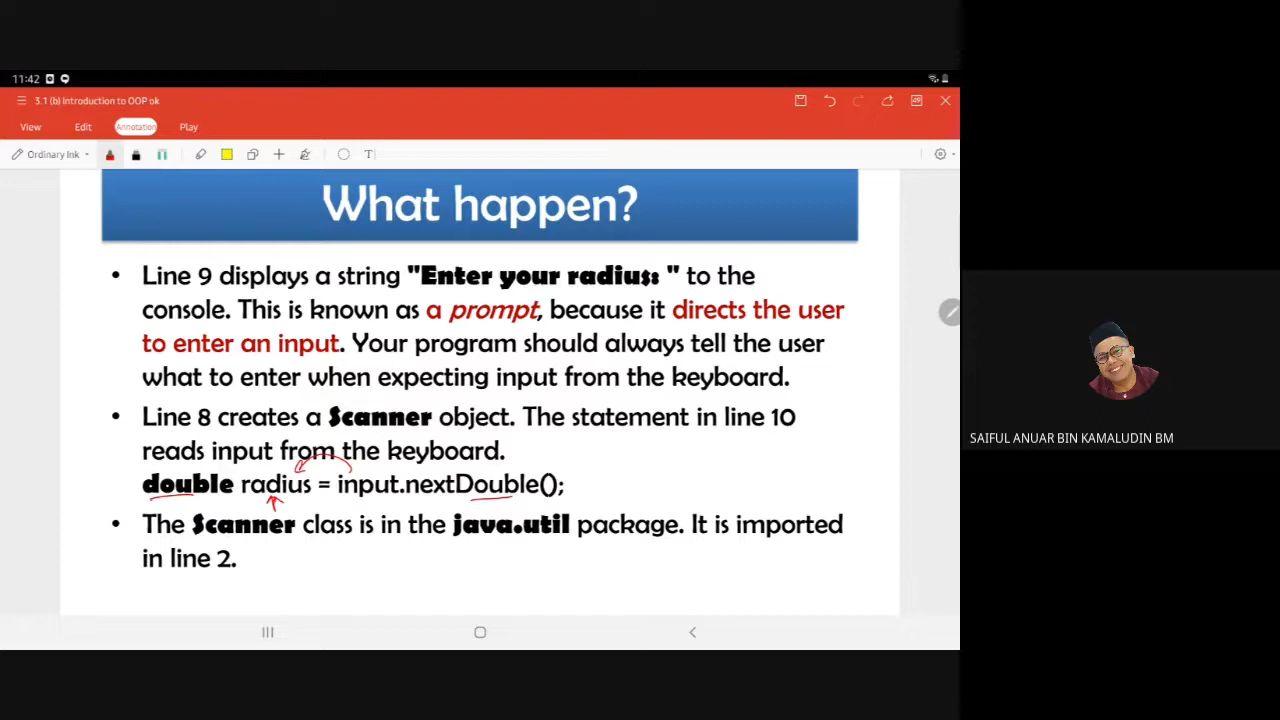 11:42
3.1 (b) Introduction to OOP ok
View Edit Annotation Play
Ordinary Ink
What happen?
• Line 9 displays a string "Enter your radius: " to the
console. This is known as a prompt, because it directs the user
to enter an input. Your program should always tell the user
what to enter when expecting input from the keyboard.
• Line 8 creates a Scanner object. The statement in line 10
reads input from the keyboard.
double radius = input.nextDouble();
• The Scanner class is in the java.util package. It is imported
in line 2.
SAIFUL ANUAR BIN KAMALUDIN BM